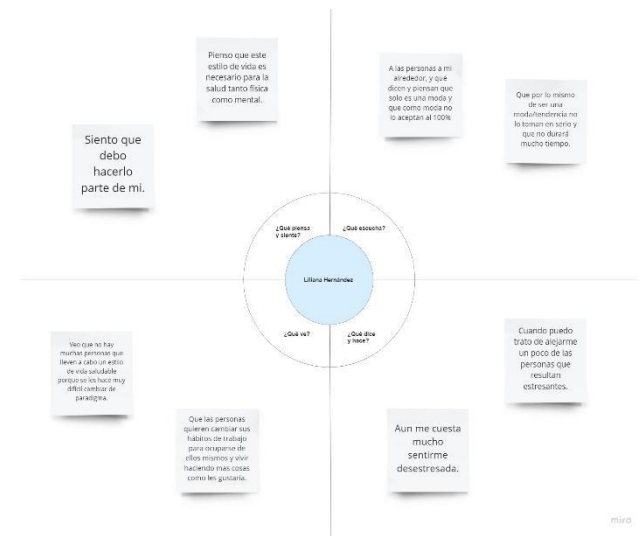 Pienso que este
estilo de vida es
necesario para la
salud tanto física
como mental.
Siento que
debo
hacerlo
parte de mi.
A las personas a mi
alrededor, y que
dicen y piensan que
solo es una moda y
que como moda no
lo aceptan al 100%
Que por lo mismo
de ser una
moda/tendencia no
lo toman en serio y
que no durará
mucho tiempo.
¿Qué piensa
y siente?
¿Qué escucha?
Liliana Hernández
¿Qué ve?
¿Qué dice
y hace?
Veo que no hay
muchas personas que
lleven a cabo un estilo
de vida saludable
porque se les hace muy
difícil cambiar de
paradigma.
Que las personas
quieren cambiar sus
hábitos de trabajo
para ocuparse de
ellos mismos y vivir
haciendo mas cosas
como les gustaría.
Cuando puedo
trato de alejarme
un poco de las
personas que
resultan
estresantes.
Aun me cuesta
mucho
sentirme
desestresada.
miro